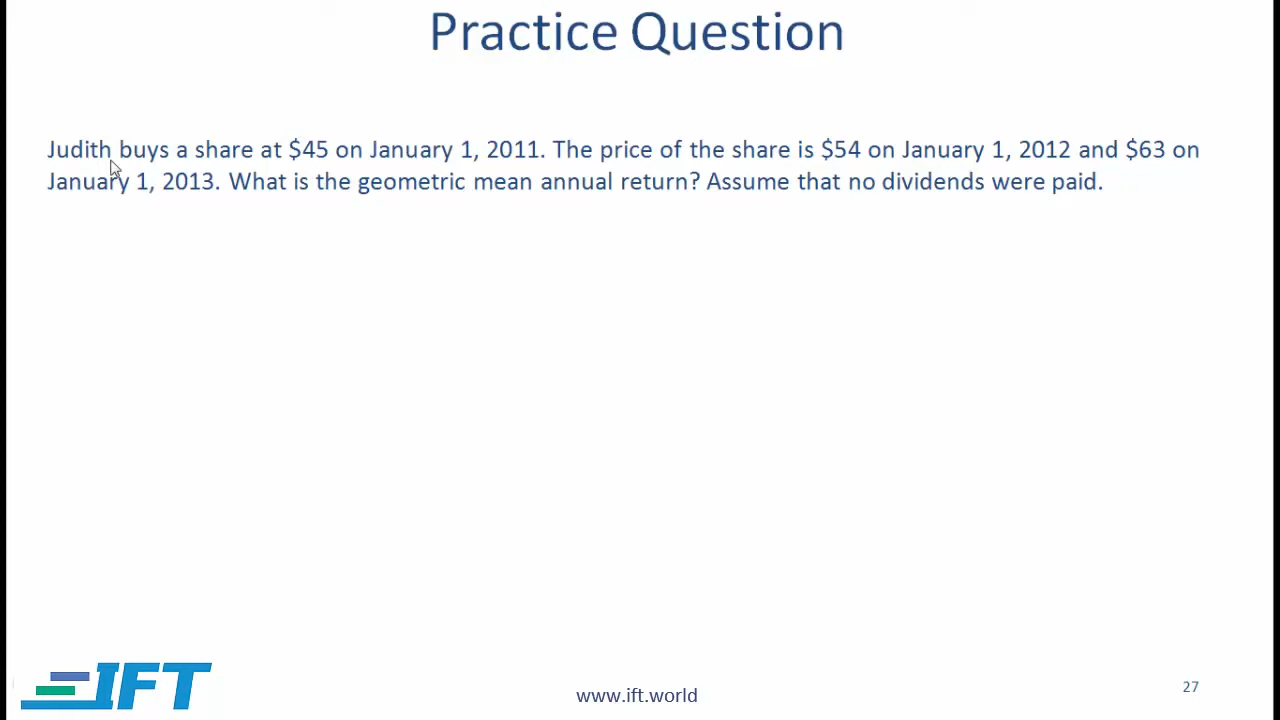 Practice Question
Judith buys a share at $45 on January 1, 2011. The price of the share is $54 on January 1, 2012 and $63 on
January 1, 2013. What is the geometric mean annual return? Assume that no dividends were paid.
IFT
www.ift.world
27